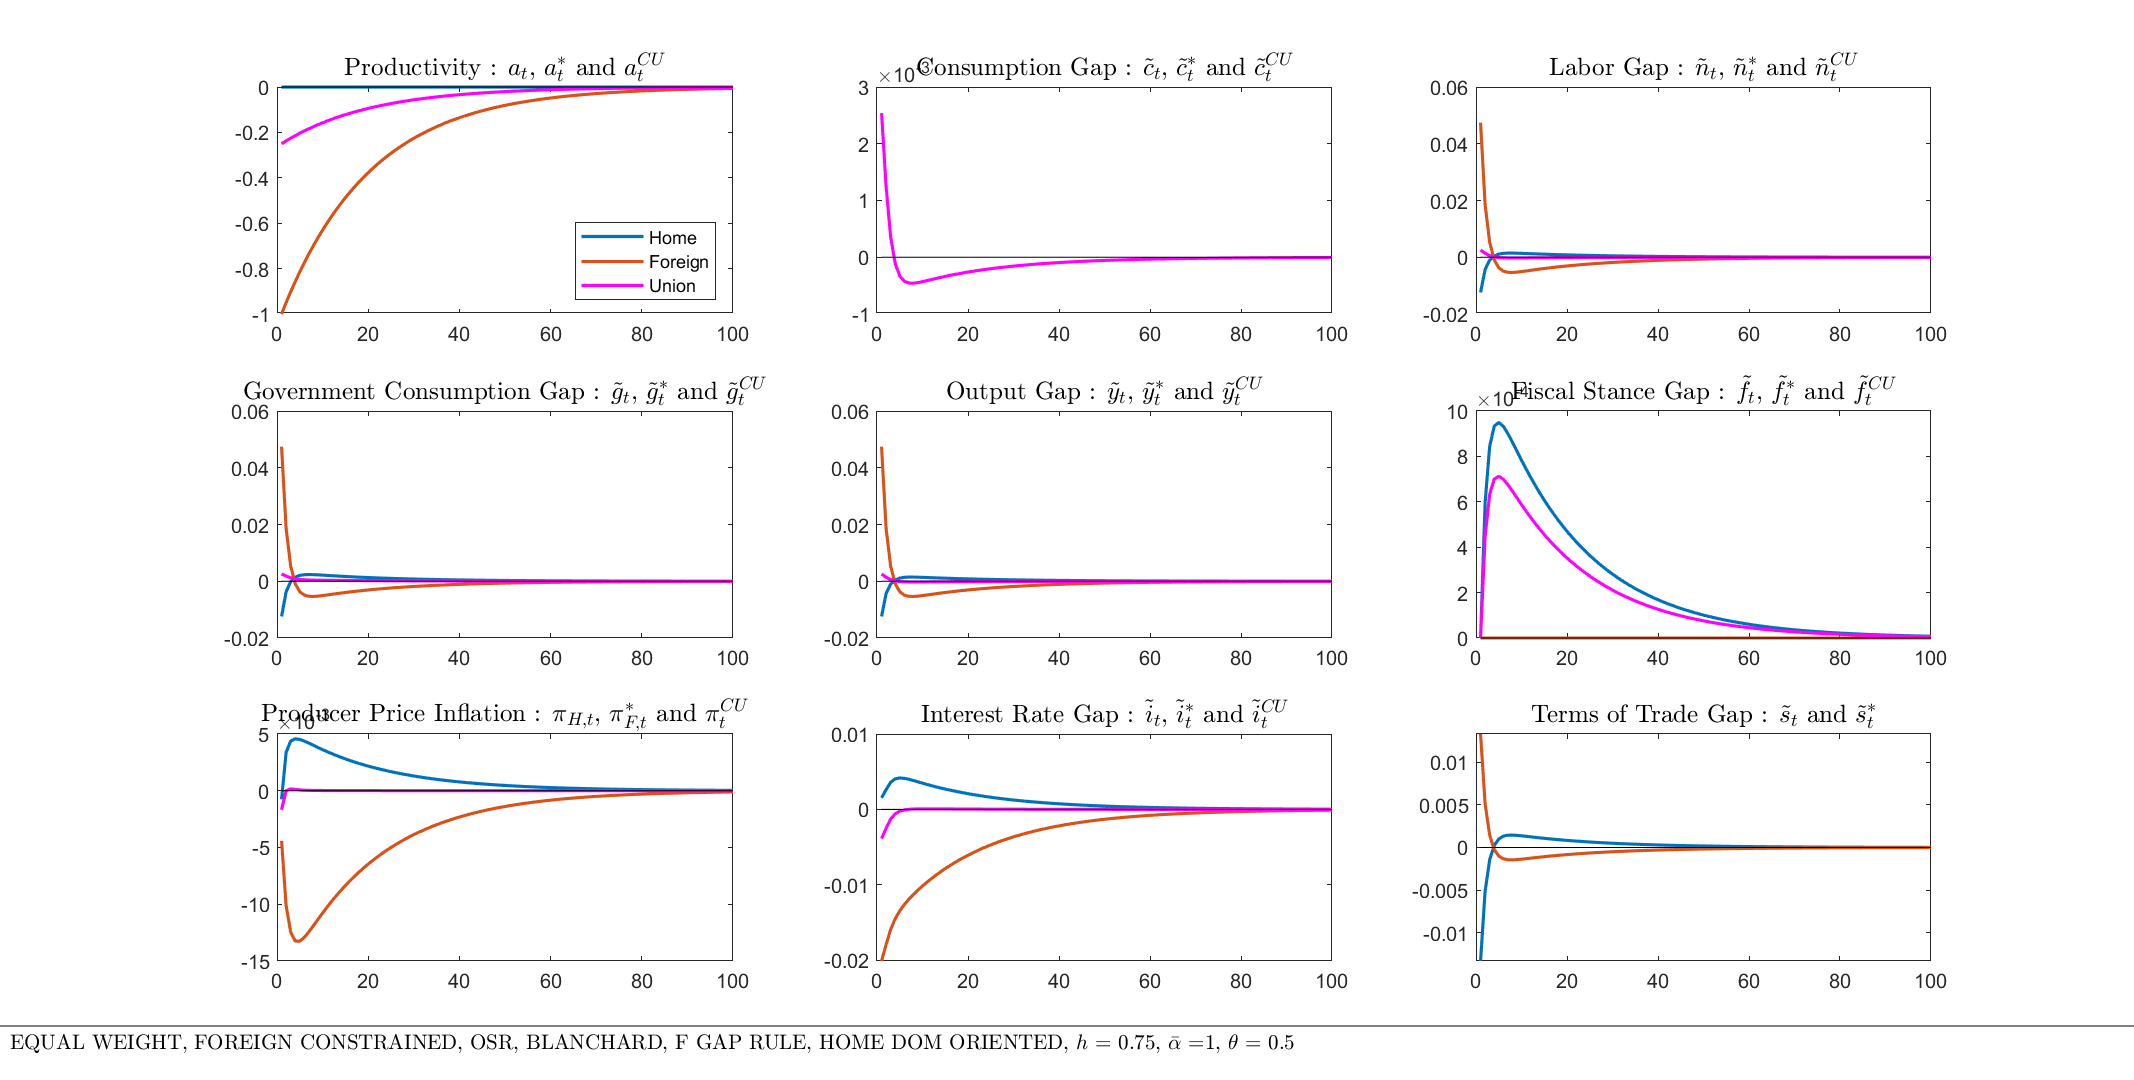 Productivity : a_t, a_t^* and a_t^{CU}
0
-0.2
-0.4
-0.6
-0.8
-1
0 20 40 60 80 100
Home
Foreign
Union
Consumption Gap : c̃_t, c̃_t^* and c̃_t^{CU}
3
2
1
0
-1
0 20 40 60 80 100
Labor Gap : ñ_t, ñ_t^* and ñ_t^{CU}
0.06
0.04
0.02
0
-0.02
0 20 40 60 80 100
Government Consumption Gap : g̃_t, g̃_t^* and g̃_t^{CU}
0.06
0.04
0.02
0
-0.02
0 20 40 60 80 100
Output Gap : ỹ_t, ỹ_t^* and ỹ_t^{CU}
0.06
0.04
0.02
0
-0.02
0 20 40 60 80 100
Fiscal Stance Gap : f̃_t, f̃_t^* and f̃_t^{CU}
10
8
6
4
2
0
0 20 40 60 80 100
Producer Price Inflation : π_{H,t}, π_{F,t}^* and π_t^{CU}
5
0
-5
-10
-15
0 20 40 60 80 100
Interest Rate Gap : ĩ_t, ĩ_t^* and ĩ_t^{CU}
0.01
0
-0.01
-0.02
0 20 40 60 80 100
Terms of Trade Gap : s̃_t and s̃_t^*
0.01
0.005
0
-0.005
-0.01
0 20 40 60 80 100
EQUAL WEIGHT, FOREIGN CONSTRAINED, OSR, BLANCHARD, F GAP RULE, HOME DOM ORIENTED, h = 0.75, ᾱ =1, θ = 0.5